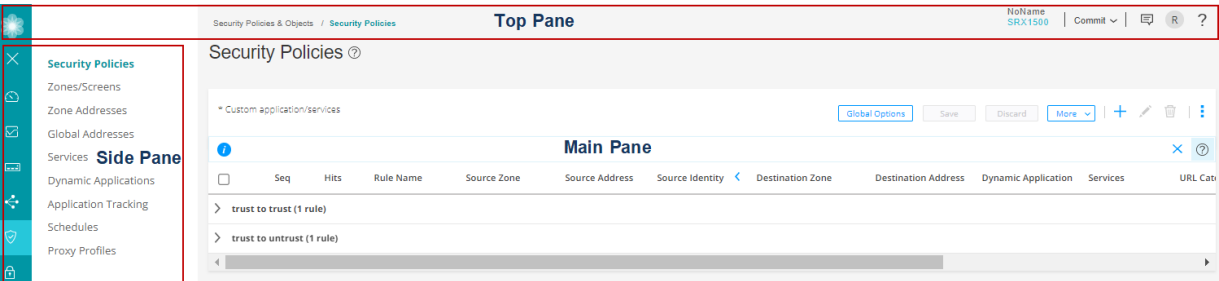 Security Policies & Objects / Security Policies
Top Pane
NoName
SRX1500
Commit
R
?
Security Policies ?
Security Policies
Zones/Screens
Zone Addresses
Global Addresses
Services
Dynamic Applications
Application Tracking
Schedules
Proxy Profiles
Side Pane
* Custom application/services
Global Options Save Discard More
Main Pane
Seq Hits Rule Name Source Zone Source Address Source Identity Destination Zone Destination Address Dynamic Application Services URL Cate
trust to trust (1 rule)
trust to untrust (1 rule)